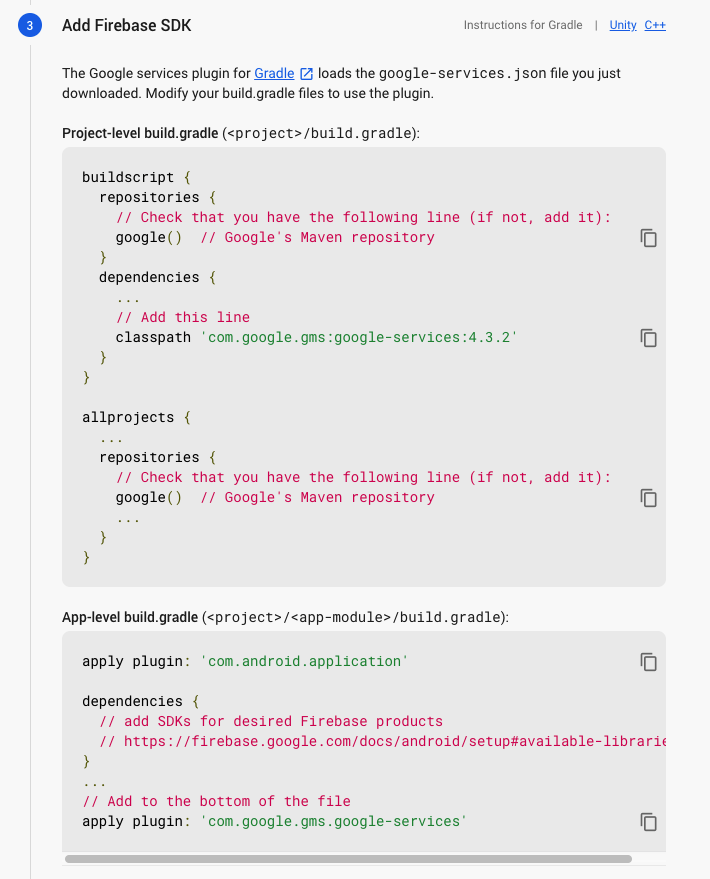 3 Add Firebase SDK Instructions for Gradle | Unity C++
The Google services plugin for Gradle loads the google-services.json file you just
downloaded. Modify your build.gradle files to use the plugin.
Project-level build.gradle (<project>/build.gradle):
buildscript {
  repositories {
    // Check that you have the following line (if not, add it):
    google()  // Google's Maven repository
  }
  dependencies {
    ...
    // Add this line
    classpath 'com.google.gms:google-services:4.3.2'
  }
}
allprojects {
  ...
  repositories {
    // Check that you have the following line (if not, add it):
    google()  // Google's Maven repository
    ...
  }
}
App-level build.gradle (<project>/<app-module>/build.gradle):
apply plugin: 'com.android.application'
dependencies {
  // add SDKs for desired Firebase products
  // https://firebase.google.com/docs/android/setup#available-librarie
}
...
// Add to the bottom of the file
apply plugin: 'com.google.gms.google-services'